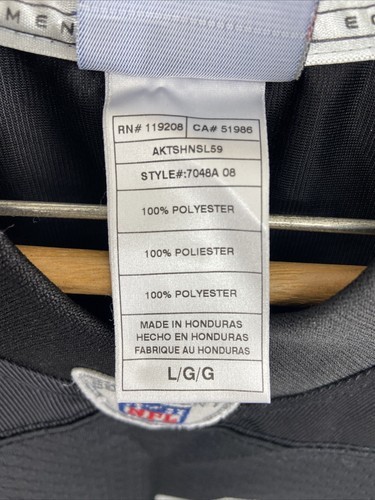 MEN
RN# 119208 CA# 51986
AKTSHNSL59
STYLE#:7048A 08
100% POLYESTER
100% POLIESTER
100% POLYESTER
MADE IN HONDURAS
HECHO EN HONDURAS
FABRIQUE AU HONDURAS
L/G/G
NFL